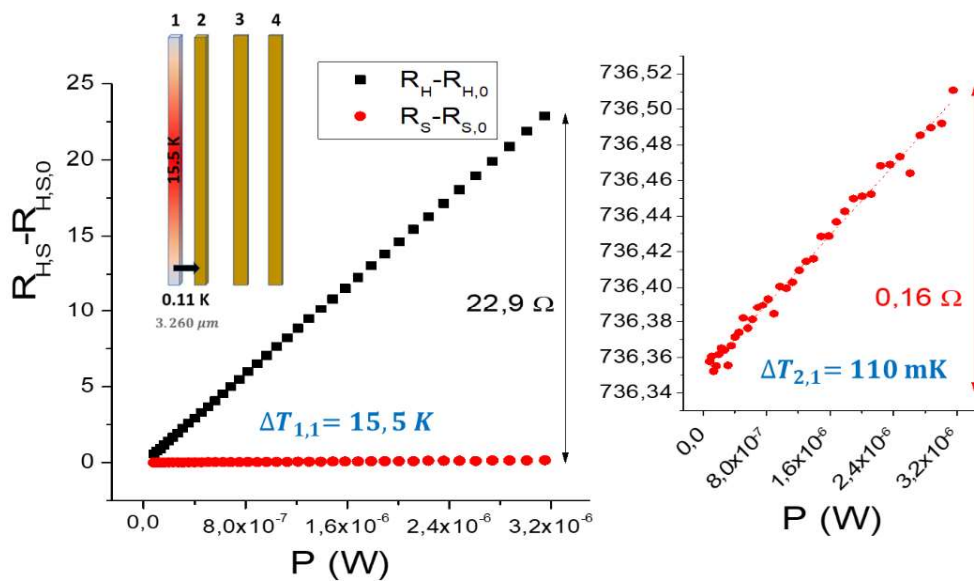 1 2 3 4
15.5 K
0.11 K
3.260 μm
R_H-R_H,0
R_S-R_S,0
R_H,S-R_H,S,0
25
20
15
10
5
0
22,9 Ω
ΔT_1,1= 15,5 K
0,0 8,0x10^-7 1,6x10^-6 2,4x10^-6 3,2x10^-6
P (W)
736,52
736,50
736,48
736,46
736,44
736,42
736,40
736,38
736,36
736,34
0,16 Ω
ΔT_2,1= 110 mK
0,0 8,0x10^-7 1,6x10^-6 2,4x10^-6 3,2x10^-6
P (W)